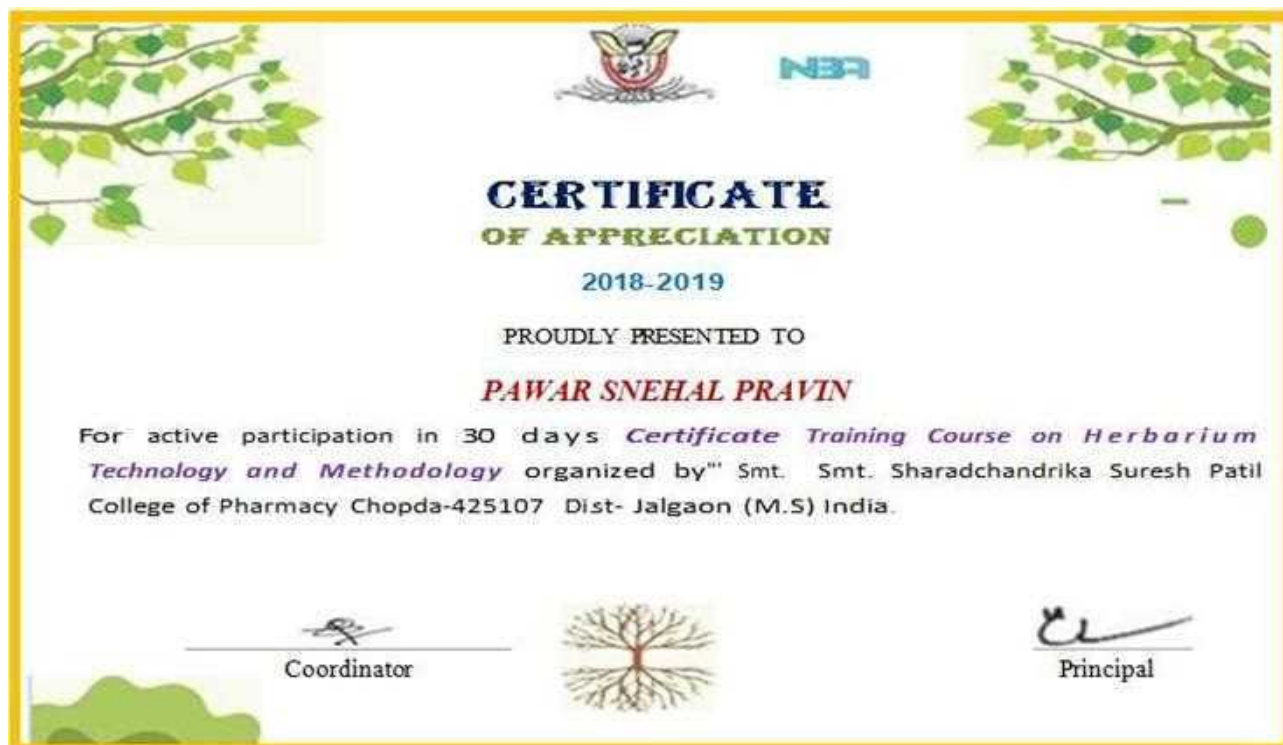 NBA
CERTIFICATE
OF APPRECIATION
2018-2019
PROUDLY PRESENTED TO
PAWAR SNEHAL PRAVIN
For active participation in 30 days Certificate Training Course on Herbarium
Technology and Methodology organized by"' Smt. Smt. Sharadchandrika Suresh Patil
College of Pharmacy Chopda-425107 Dist- Jalgaon (M.S) India.
Coordinator
Principal